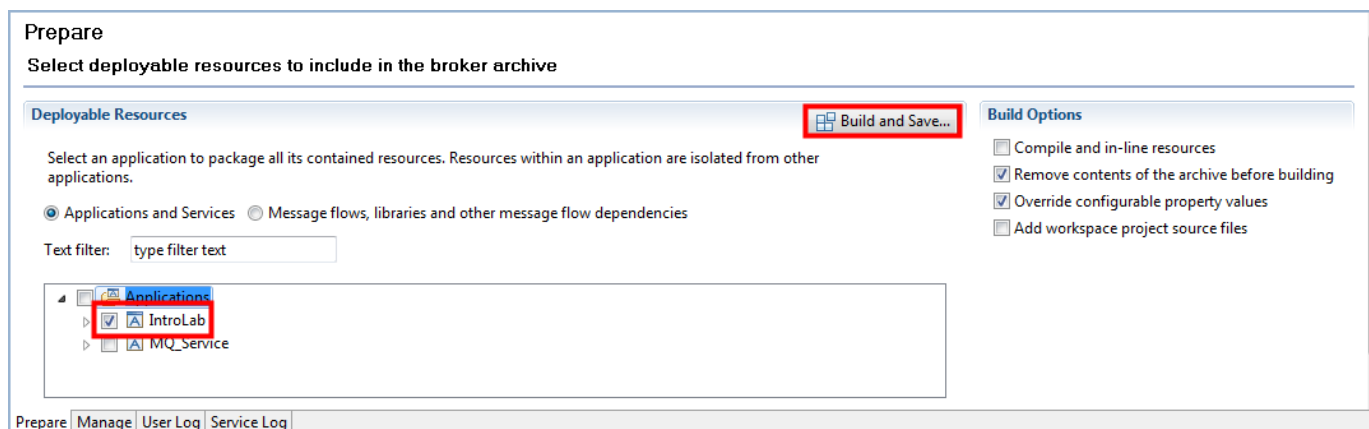 Prepare
Select deployable resources to include in the broker archive
Deployable Resources
Build and Save...
Select an application to package all its contained resources. Resources within an application are isolated from other
applications.
Applications and Services
Message flows, libraries and other message flow dependencies
Text filter:
type filter text
Applications
IntroLab
MQ_Service
Build Options
Compile and in-line resources
Remove contents of the archive before building
Override configurable property values
Add workspace project source files
Prepare
Manage
User Log
Service Log